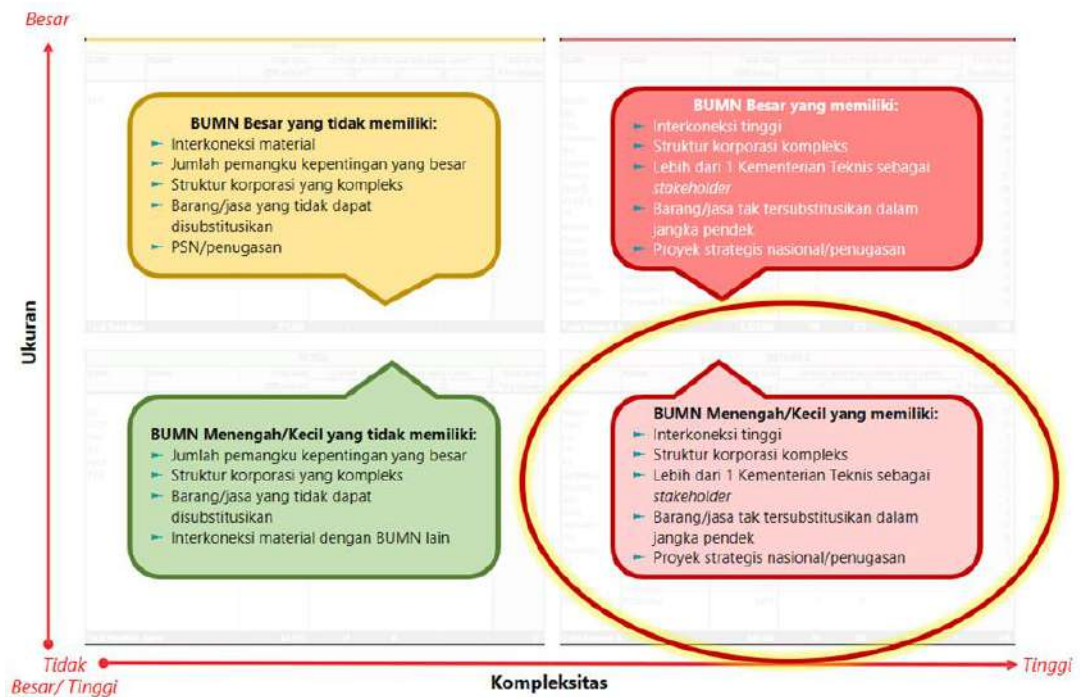 Besar
BUMN Besar yang tidak memiliki:
► Interkoneksi material
► Jumlah pemangku kepentingan yang besar
► Struktur korporasi yang kompleks
► Barang/jasa yang tidak dapat
disubstitusikan
► PSN/penugasan
BUMN Besar yang memiliki:
► Interkoneksi tinggi
► Struktur korporasi kompleks
► Lebih dari 1 Kementerian Teknis sebagai
stakeholder
► Barang/jasa tak tersubstitusikan dalam
jangka pendek
► Proyek strategis nasional/penugasan
Ukuran
BUMN Menengah/Kecil yang tidak memiliki:
► Jumlah pemangku kepentingan yang besar
► Struktur korporasi yang kompleks
► Barang/jasa yang tidak dapat
disubstitusikan
► Interkoneksi material dengan BUMN lain
BUMN Menengah/Kecil yang memiliki:
► Interkoneksi tinggi
► Struktur korporasi kompleks
► Lebih dari 1 Kementerian Teknis sebagai
stakeholder
► Barang/jasa tak tersubstitusikan dalam
jangka pendek
► Proyek strategis nasional/penugasan
Tidak
Besar/ Tinggi
Kompleksitas
Tinggi